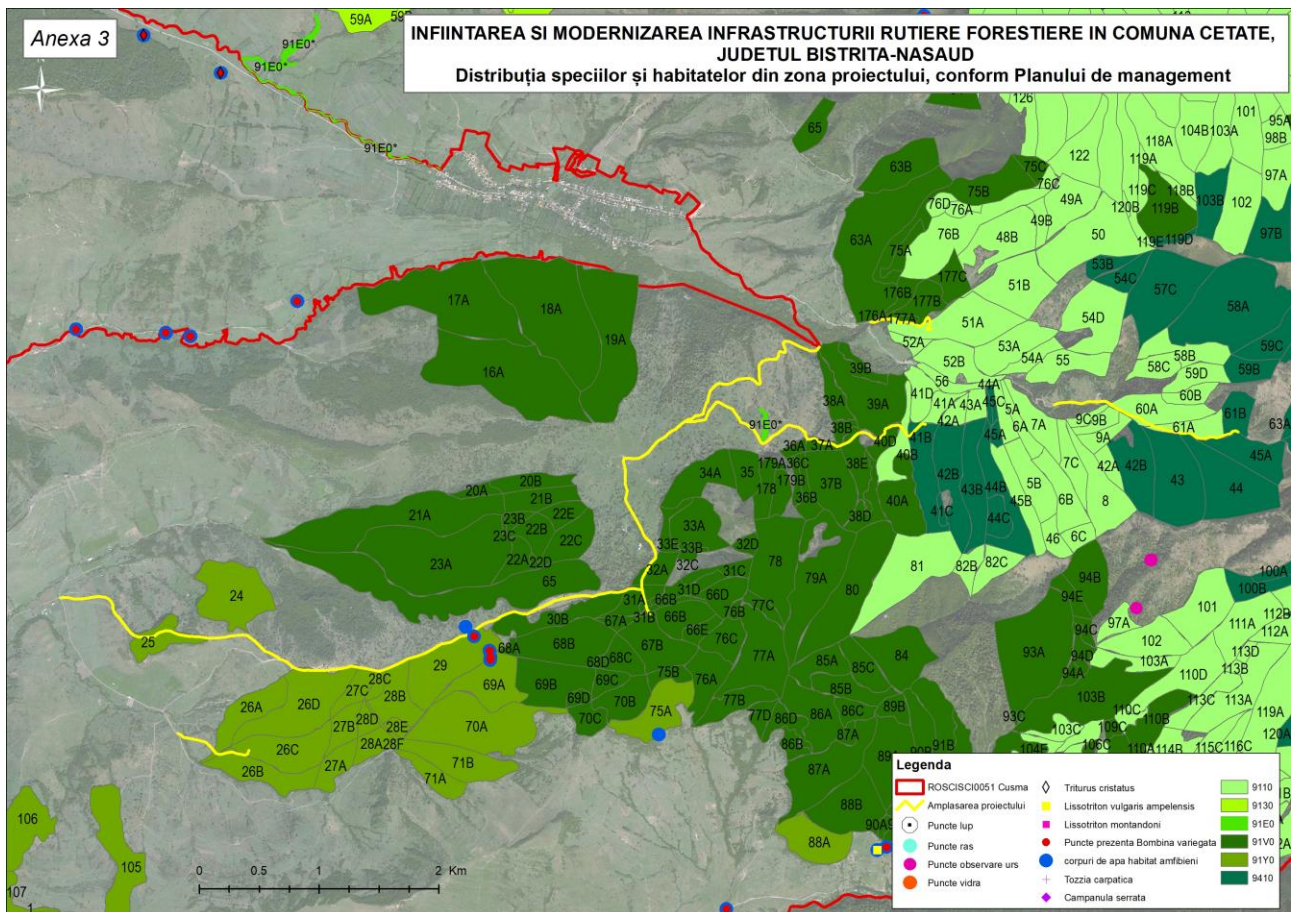 Anexa 3
INFIINTAREA SI MODERNIZAREA INFRASTRUCTURII RUTIERE FORESTIERE IN COMUNA CETATE,
JUDETUL BISTRITA-NASAUD
Distribuția speciilor și habitatelor din zona proiectului, conform Planului de management
59A
91E0*
91E0*
91E0*
65
126
101
95A
98B
104B 103A
118A
122
119A
97A
63B
75C
76C
75B
49A
119C
118B
103B
102
76D
76A
120B
119B
49B
63A
75A
76B
48B
50
119E 119D
97B
53B
54C
177C
57C
51B
58A
176B
177B
17A
18A
19A
16A
176A 177A
51A
54D
52A
53A
54A
55
59C
58B
58C
59D
59B
52B
39B
56
44A
60B
41D
41A
43A
45C
5A
38A
39A
42A
6A
7A
9C 9B
60A
61B
61A
63A
38B
91E0*
36A
37A
40D
41B
45A
9A
40B
34A
35
179A
36C
38E
7C
42A
42B
45A
20B
20A
21B
178
179B
37B
42B
43B
44B
5B
43
44
21A
22E
36B
40A
45B
6B
8
23B
22B
33A
41C
44C
38D
23C
22C
33E
33B
32D
46
6C
23A
22A
22D
32C
78
32A
31C
81
82B
82C
65
31D
79A
80
94B
24
31A
66B
66D
94E
100A
100B
30B
67A
31B
66B
76B
77C
97A
101
25
66E
94C
112B
111A
68B
67B
76C
112A
68A
102
29
68D
68C
77A
84
93A
94D
103A
113D
28C
75B
85A
85C
94A
27C
69B
69C
110D
113B
26D
28B
69A
76A
85B
103B
26A
69D
70B
77B
113C
113A
27B
28D
28E
70A
70C
75A
77D
86D
86A
86C
89B
93C
110C
110B
119A
103C
109C
26C
28A 28F
86B
87A
91B
106C
120A
26B
27A
71B
71A
87A
110A
114B
115C
116C
88B
88A
106
105
107
1
0 0.5 1 2 Km
Legenda
ROSCISCI0051 Cusma
Amplasarea proiectului
Puncte lup
Puncte ras
Puncte observare urs
Puncte vidra
Triturus cristatus
Lissotriton vulgaris ampelensis
Lissotriton montandoni
Puncte prezenta Bombina variegata
corpuri de apa habitat amfibieni
Tozzia carpatica
Campanula serrata
9110
9130
91E0
91V0
91Y0
9410